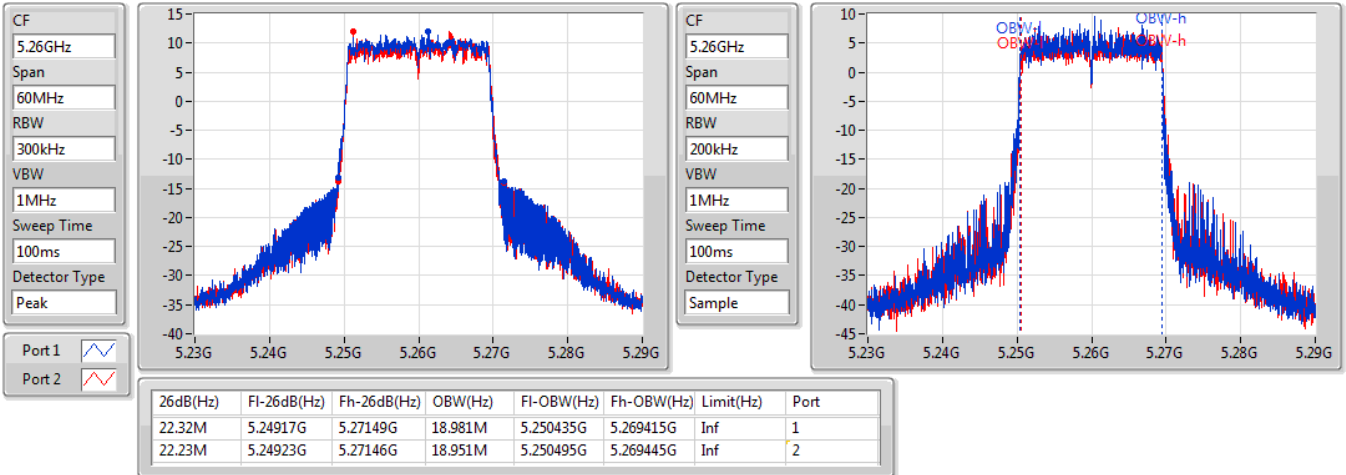 CF
5.26GHz
Span
60MHz
RBW
300kHz
VBW
1MHz
Sweep Time
100ms
Detector Type
Peak
15
10
5
0
-5
-10
-15
-20
-25
-30
-35
-40
5.23G 5.24G 5.25G 5.26G 5.27G 5.28G 5.29G
Port 1
Port 2
CF
5.26GHz
Span
60MHz
RBW
200kHz
VBW
1MHz
Sweep Time
100ms
Detector Type
Sample
10
5
0
-5
-10
-15
-20
-25
-30
-35
-40
-45
OBW-h
OBW-h
5.23G 5.24G 5.25G 5.26G 5.27G 5.28G 5.29G
26dB(Hz) Fl-26dB(Hz) Fh-26dB(Hz) OBW(Hz) Fl-OBW(Hz) Fh-OBW(Hz) Limit(Hz) Port
22.32M 5.24917G 5.27149G 18.981M 5.250435G 5.269415G Inf 1
22.23M 5.24923G 5.27146G 18.951M 5.250495G 5.269445G Inf 2